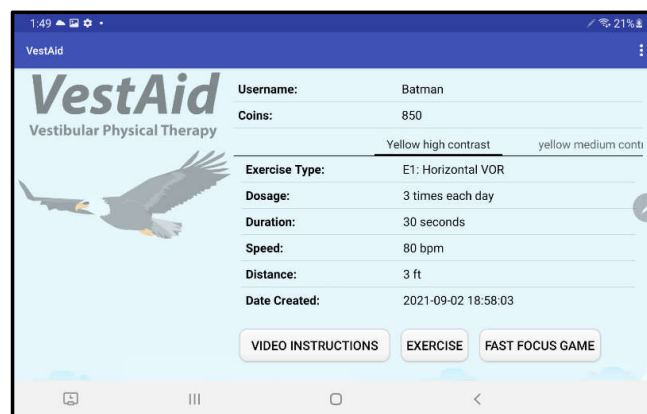 1:49 21%
VestAid
VestAid
Vestibular Physical Therapy
Username: Batman
Coins: 850
Yellow high contrast yellow medium contr
Exercise Type: E1: Horizontal VOR
Dosage: 3 times each day
Duration: 30 seconds
Speed: 80 bpm
Distance: 3 ft
Date Created: 2021-09-02 18:58:03
VIDEO INSTRUCTIONS EXERCISE FAST FOCUS GAME